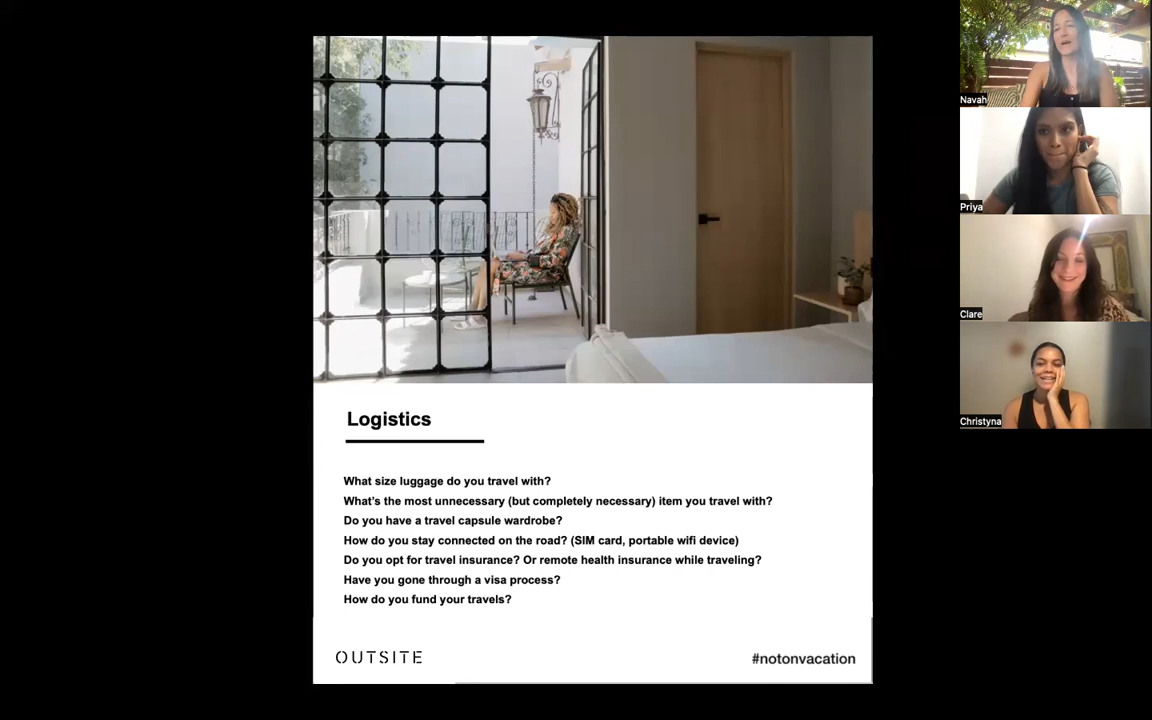 Logistics
What size luggage do you travel with?
What's the most unnecessary (but completely necessary) item you travel with?
Do you have a travel capsule wardrobe?
How do you stay connected on the road? (SIM card, portable wifi device)
Do you opt for travel insurance? Or remote health insurance while traveling?
Have you gone through a visa process?
How do you fund your travels?
OUTSITE
#notonvacation
Navah
Priya
Clare
Christyna